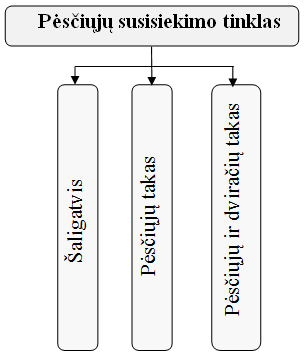 Pėsčiųjų susisiekimo tinklas
Šaligatvis
Pėsčiųjų takas
Pėsčiųjų ir dviračių takas